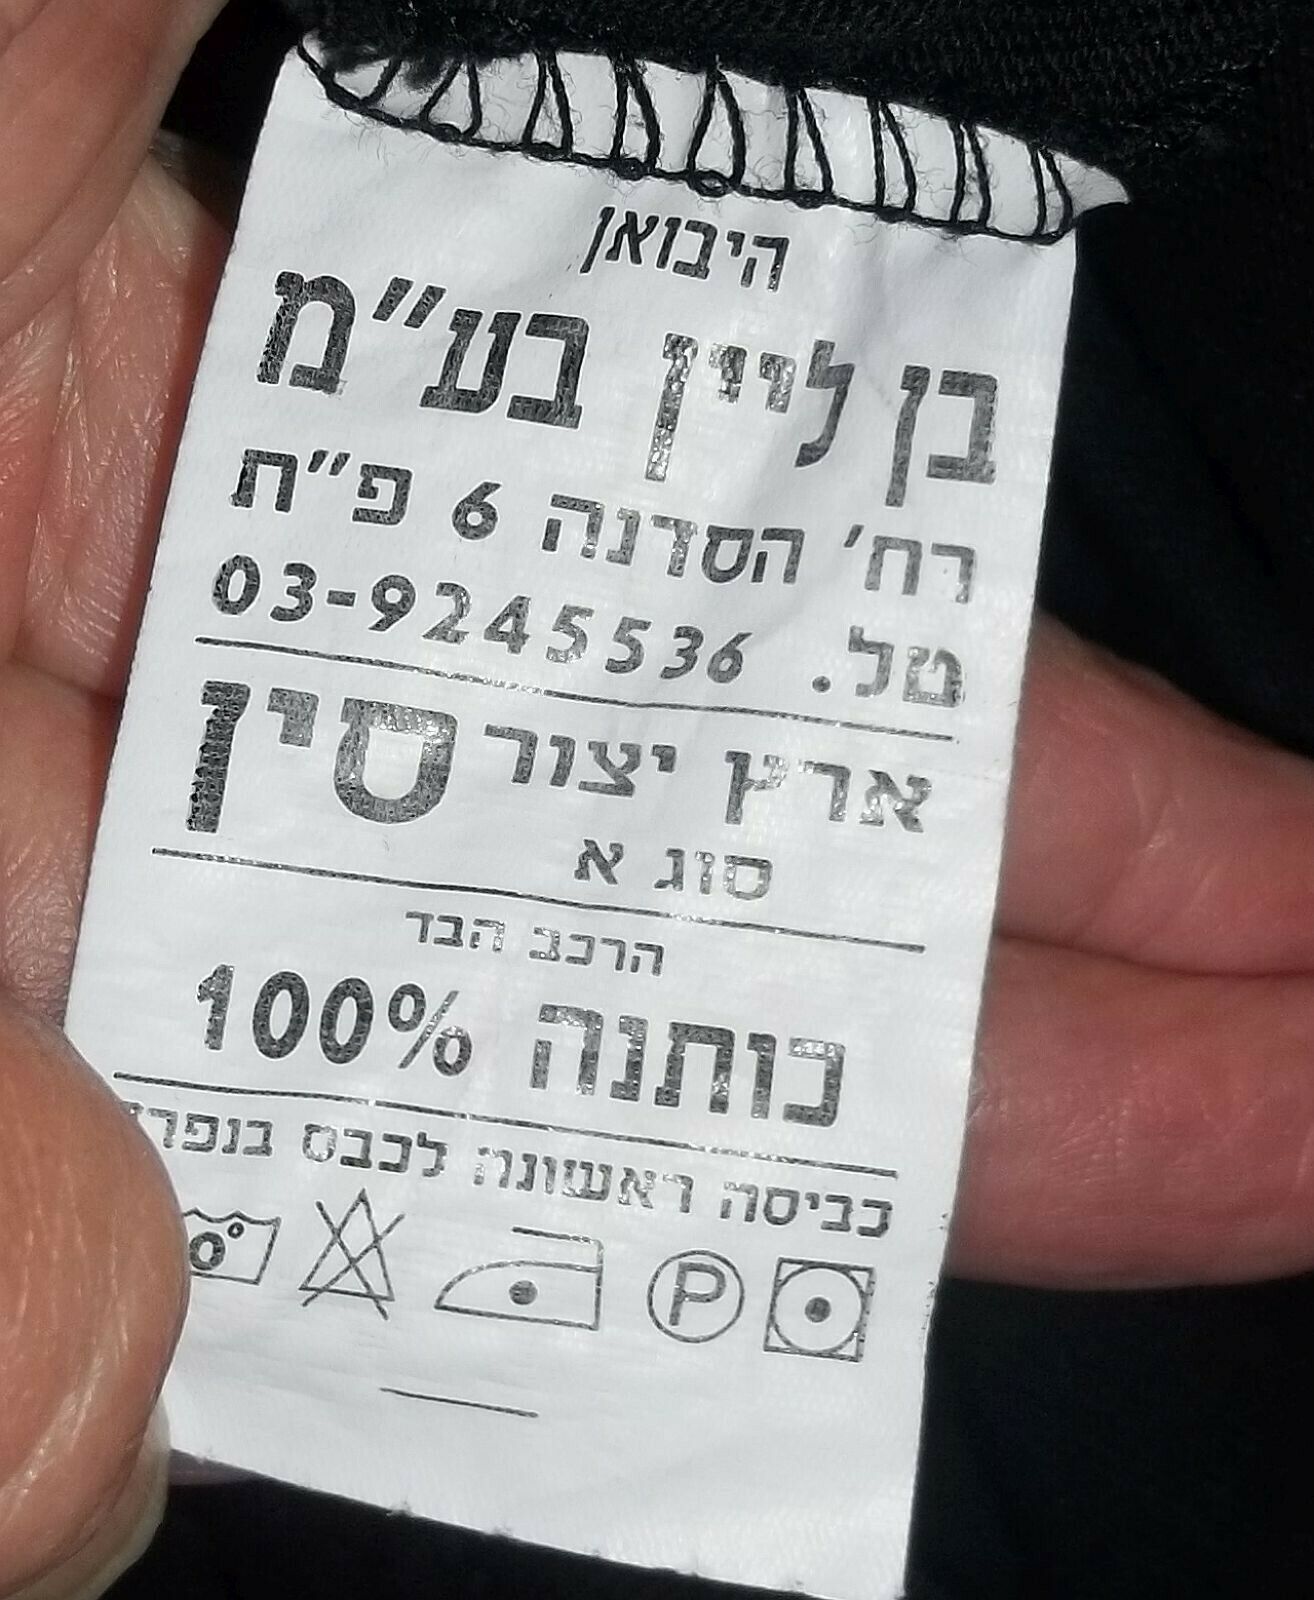 היבואן
בן ליין בע"מ
רח' הסדנה 6 פ"ת
טל. 03-9245536
ארץ יצור סין
סוג א
הרכב הבד
כותנה 100%
כביסה ראשונה לכבס
P